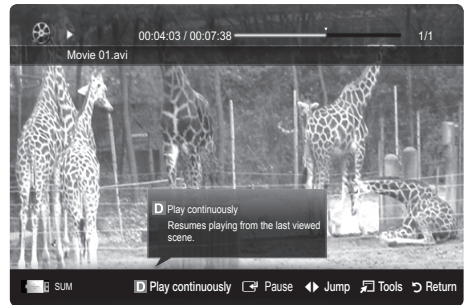 00:04:03 / 00:07:38 1/1
Movie 01.avi
D Play continuously
Resumes playing from the last viewed
scene.
SUM D Play continuously Pause Jump Tools Return